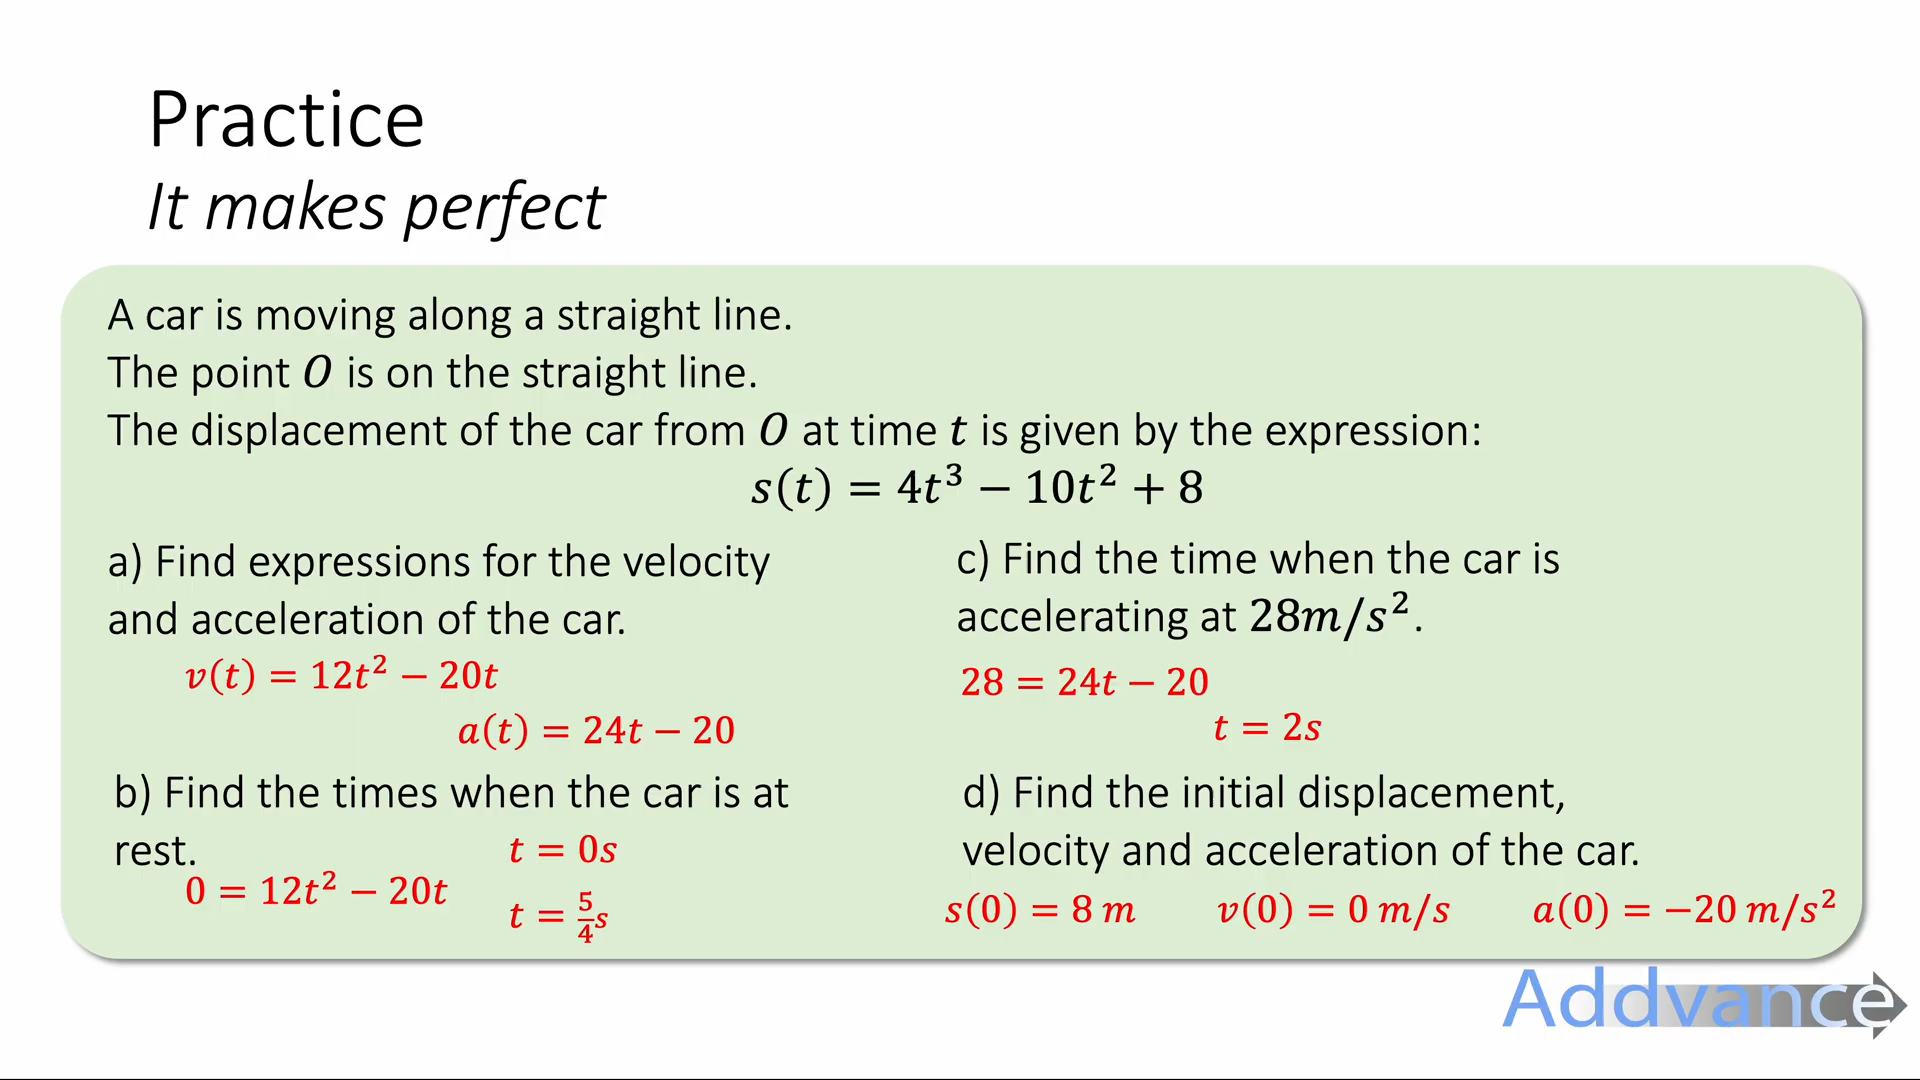 Practice
It makes perfect
A car is moving along a straight line.
The point O is on the straight line.
The displacement of the car from O at time t is given by the expression:
s(t) = 4t³ − 10t² + 8
a) Find expressions for the velocity
and acceleration of the car.
v(t) = 12t² − 20t
a(t) = 24t − 20
b) Find the times when the car is at
rest.
t = 0s
0 = 12t² − 20t
t = 5/4 s
c) Find the time when the car is
accelerating at 28m/s².
28 = 24t − 20
t = 2s
d) Find the initial displacement,
velocity and acceleration of the car.
s(0) = 8 m v(0) = 0 m/s a(0) = −20 m/s²
Addvance